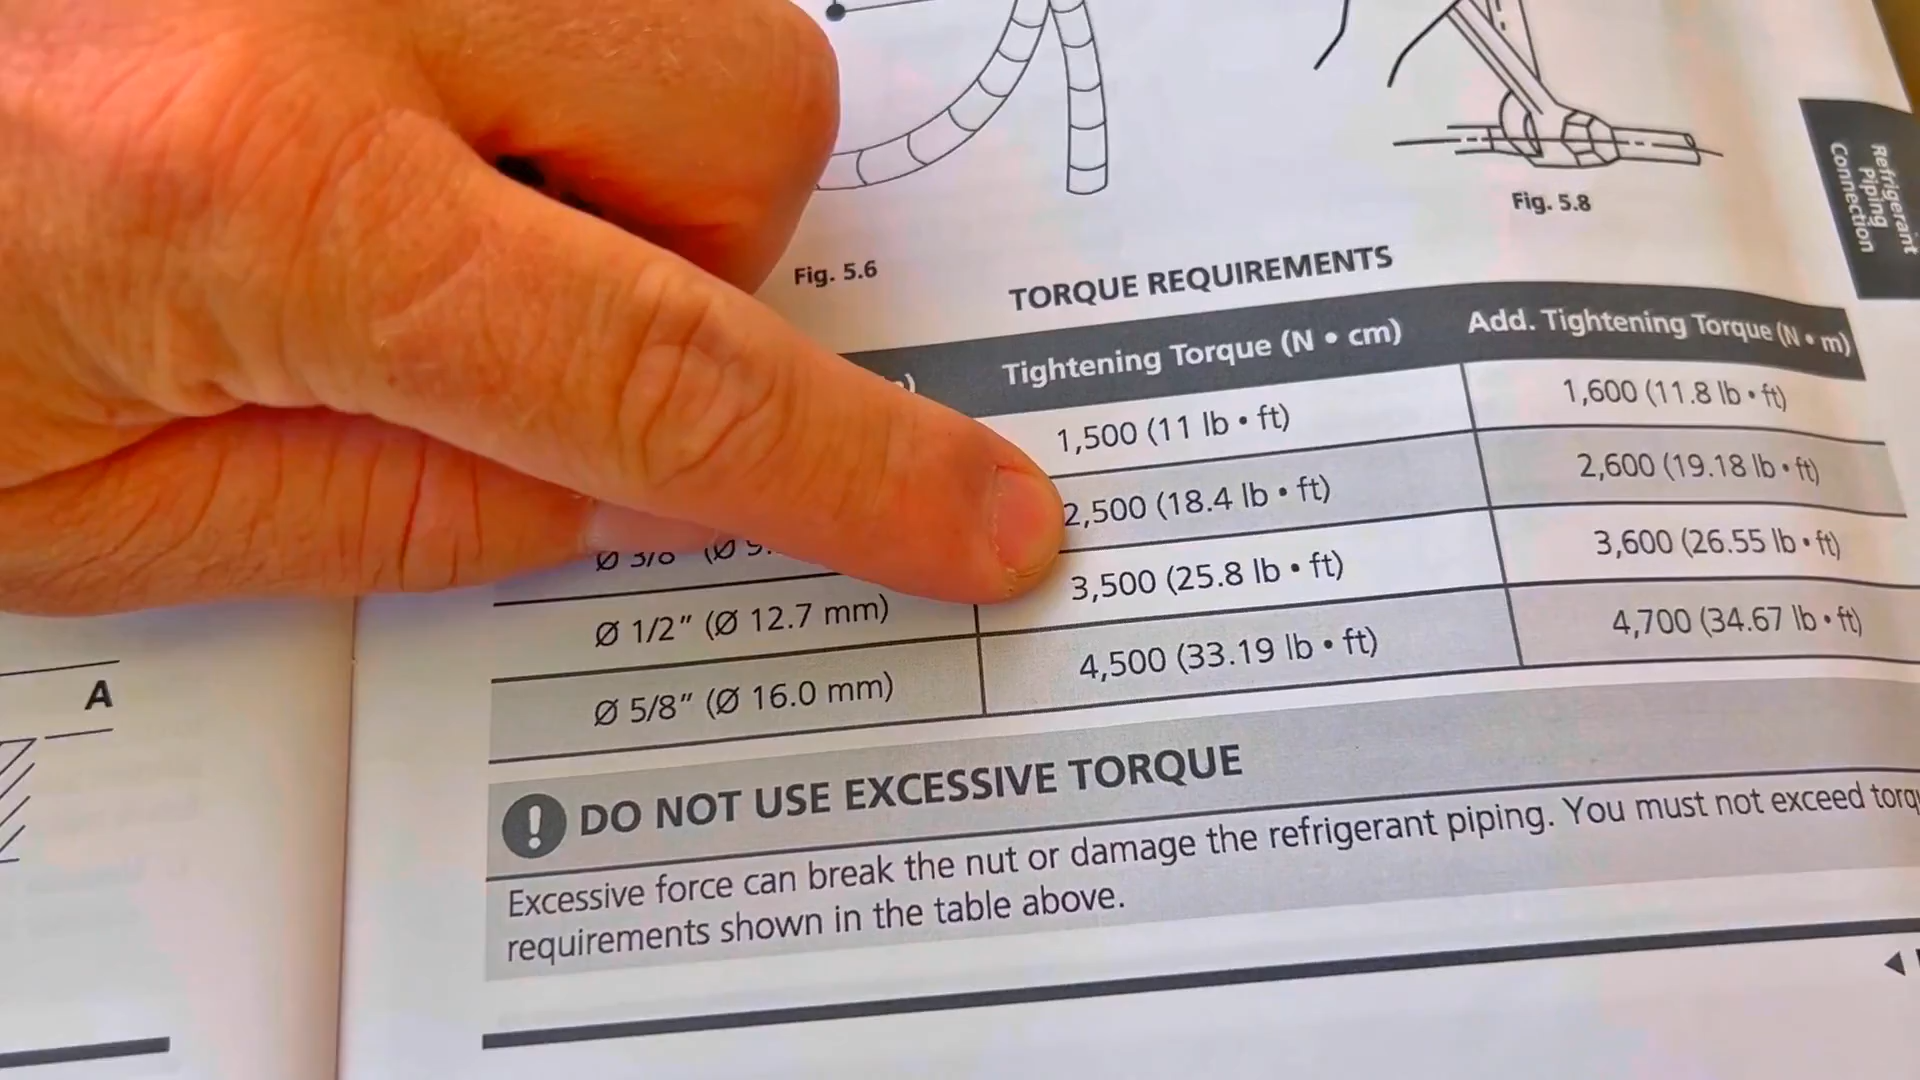 Refrigerant
Piping
Connection
Fig. 5.8
Fig. 5.6
TORQUE REQUIREMENTS
Tightening Torque (N • cm) Add. Tightening Torque (N • m)
1,500 (11 lb • ft) 1,600 (11.8 lb • ft)
2,500 (18.4 lb • ft) 2,600 (19.18 lb • ft)
Ø 3/8" (Ø 3,500 (25.8 lb • ft) 3,600 (26.55 lb • ft)
Ø 1/2" (Ø 12.7 mm) 4,500 (33.19 lb • ft) 4,700 (34.67 lb • ft)
Ø 5/8" (Ø 16.0 mm)
A
! DO NOT USE EXCESSIVE TORQUE
Excessive force can break the nut or damage the refrigerant piping. You must not exceed
requirements shown in the table above.